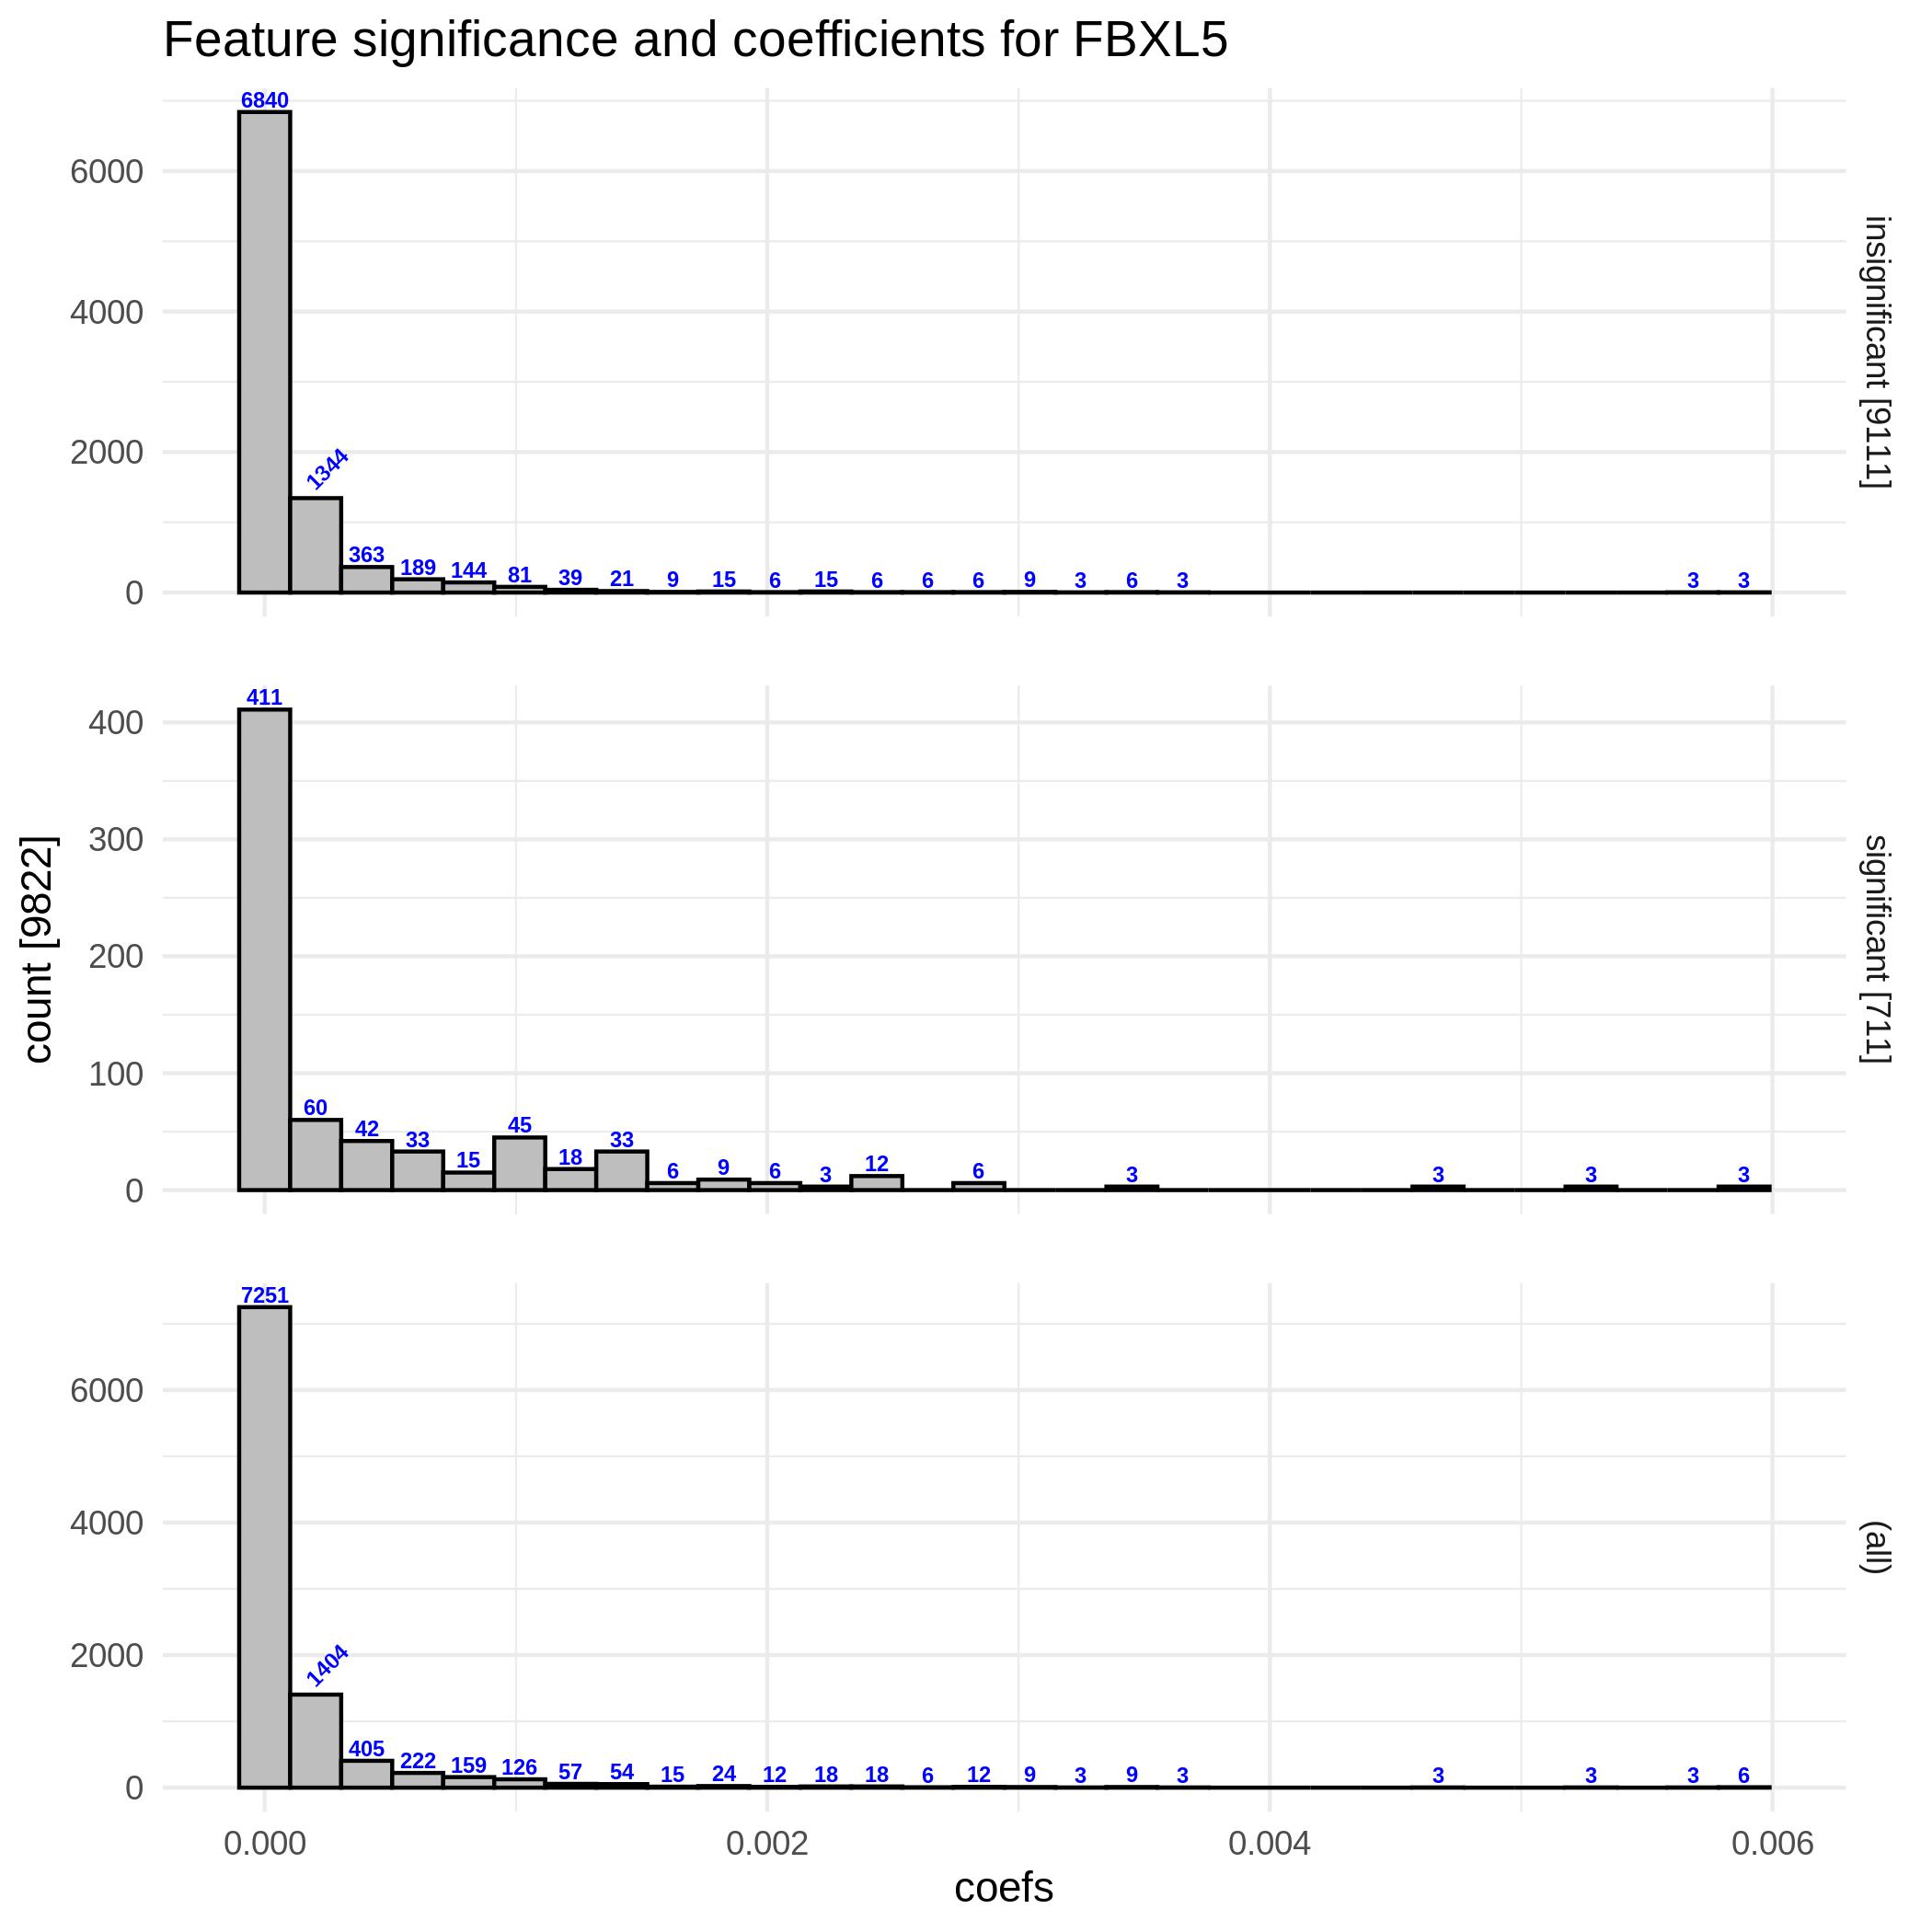 Feature significance and coefficients for FBXL5
6840
6000
4000
2000
0
1344
363 189 144 81 39 21 9 15 6 15 6 6 6 9 3 6 3 3 3
insignificant [9111]
411
400
300
200
100
0
60 42 33 15 45 18 33 6 9 6 3 12 6 3 3 3 3
significant [711]
count [9822]
7251
6000
4000
2000
0
1404
405 222 159 126 57 54 15 24 12 18 18 6 12 9 3 9 3 3 3 3 6
(all)
0.000 0.002 0.004 0.006
coefs